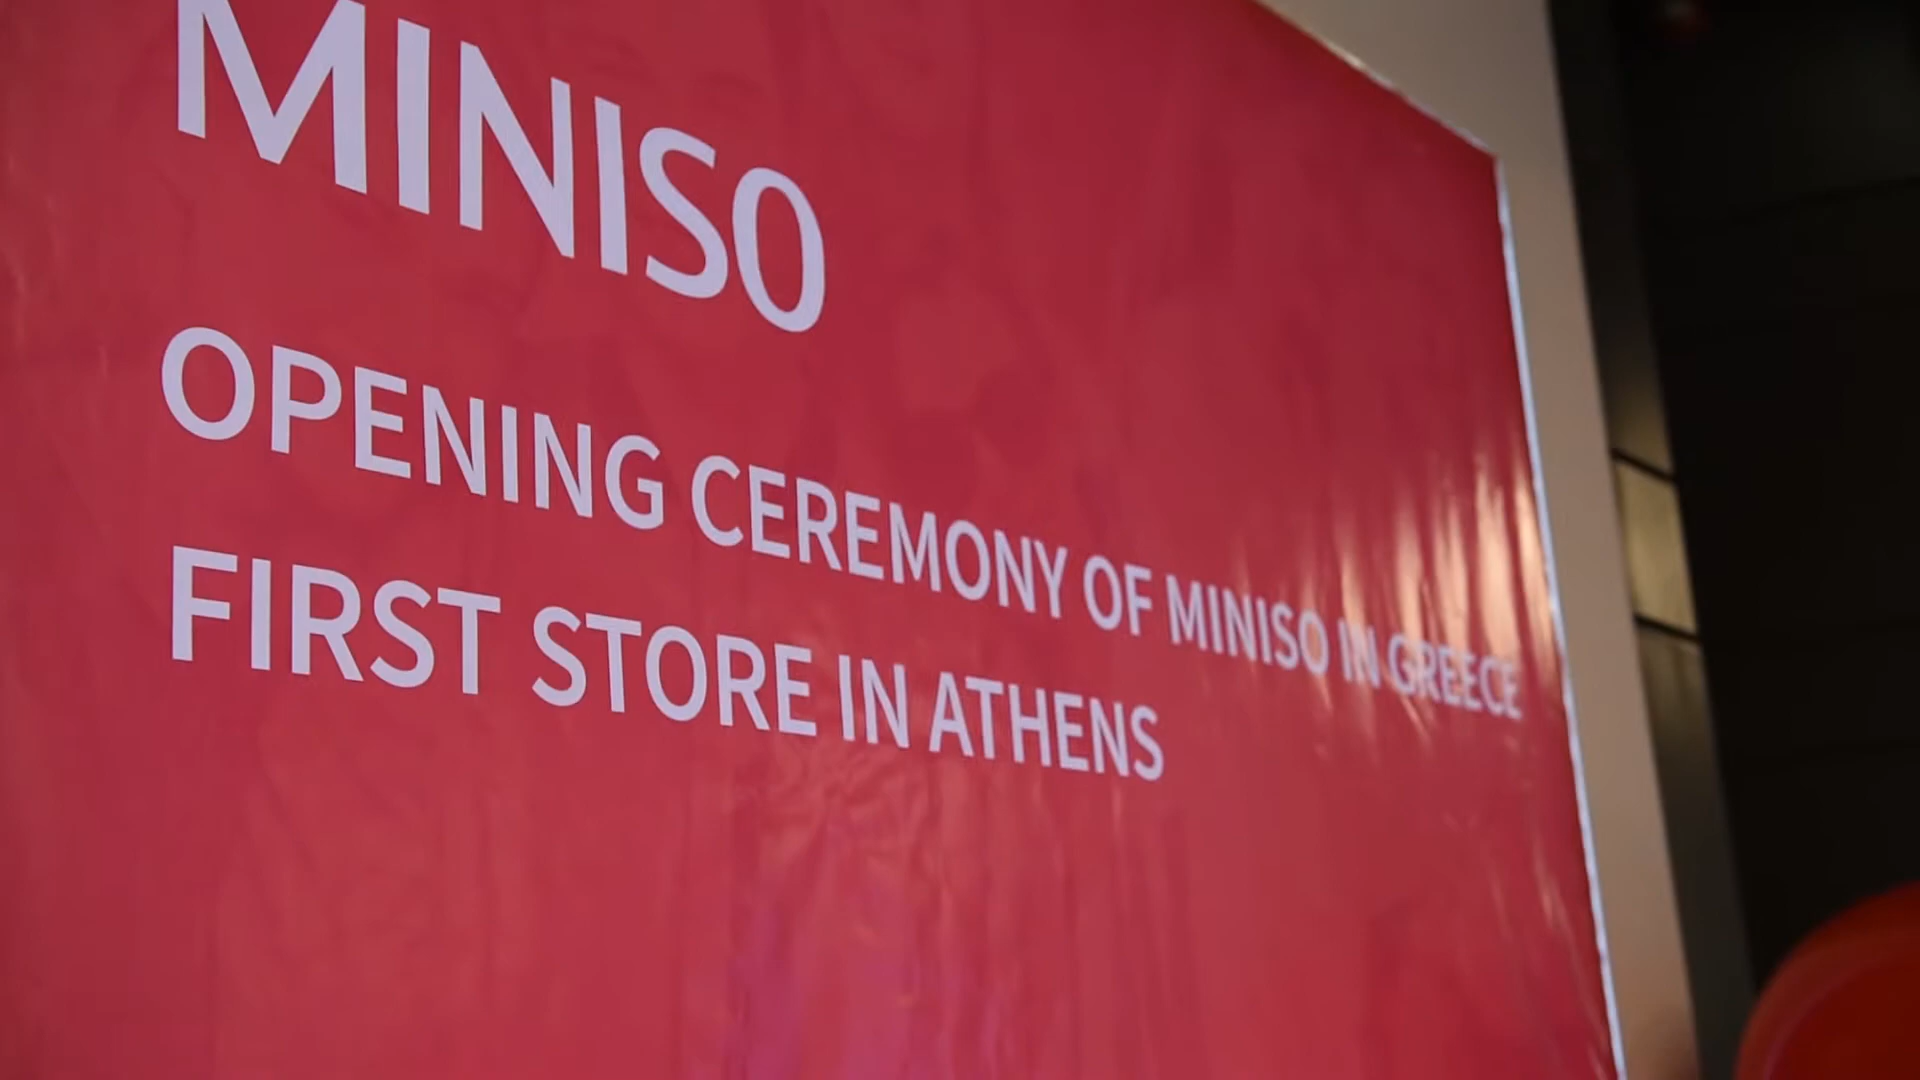 MINISO
OPENING CEREMONY OF MINISO IN GREECE
FIRST STORE IN ATHENS